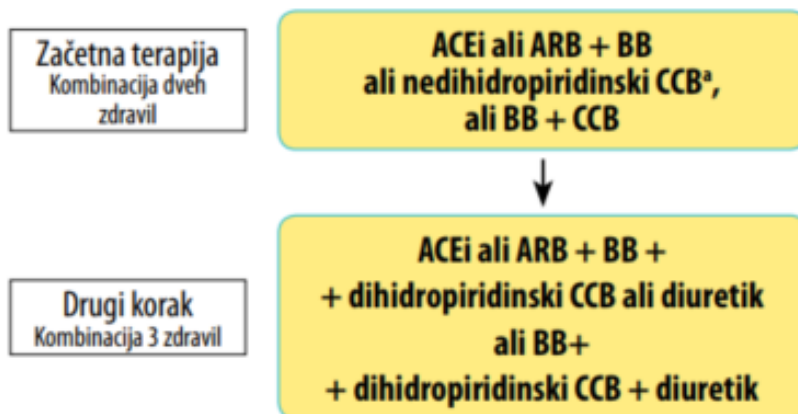 Začetna terapija
Kombinacija dveh
zdravil
ACEi ali ARB + BB
ali nedihidropiridinski CCBª,
ali BB + CCB
Drugi korak
Kombinacija 3 zdravil
ACEi ali ARB + BB +
+ dihidropiridinski CCB ali diuretik
ali BB+
+ dihidropiridinski CCB + diuretik